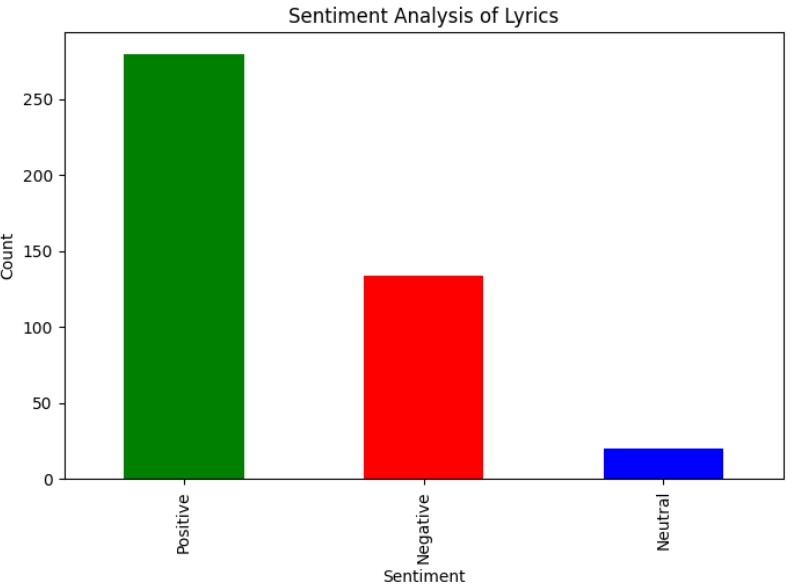 Sentiment Analysis of Lyrics
Count
250
200
150
100
50
0
Positive
Negative
Neutral
Sentiment